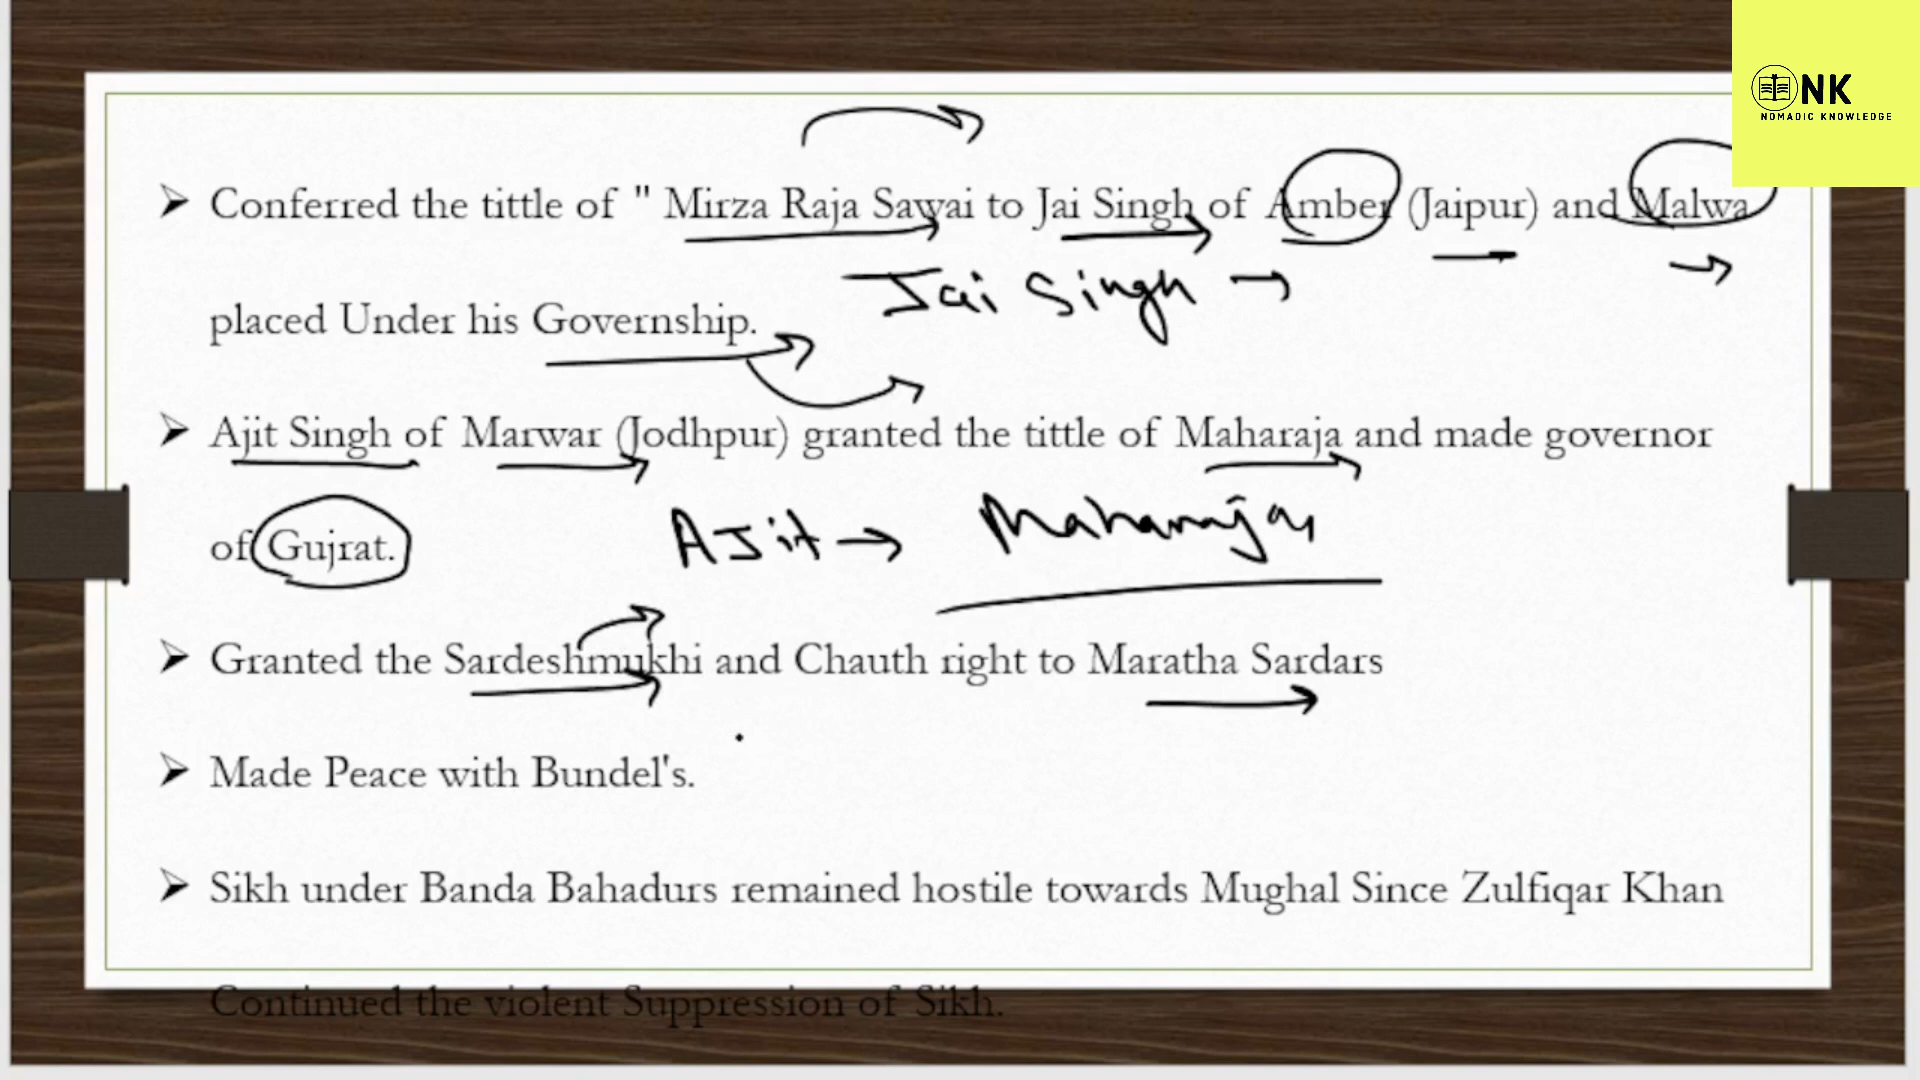 NK
NOMADIC KNOWLEDGE
Conferred the tittle of " Mirza Raja Sawai to Jai Singh of Amber (Jaipur) and Malwa
Jai Singh →
placed Under his Governship.
Ajit Singh of Marwar (Jodhpur) granted the tittle of Maharaja and made governor
of Gujrat.
AJit → Maharaja
Granted the Sardeshmukhi and Chauth right to Maratha Sardars
Made Peace with Bundel's.
Sikh under Banda Bahadurs remained hostile towards Mughal Since Zulfiqar Khan
Continued the violent Suppression of Sikh.